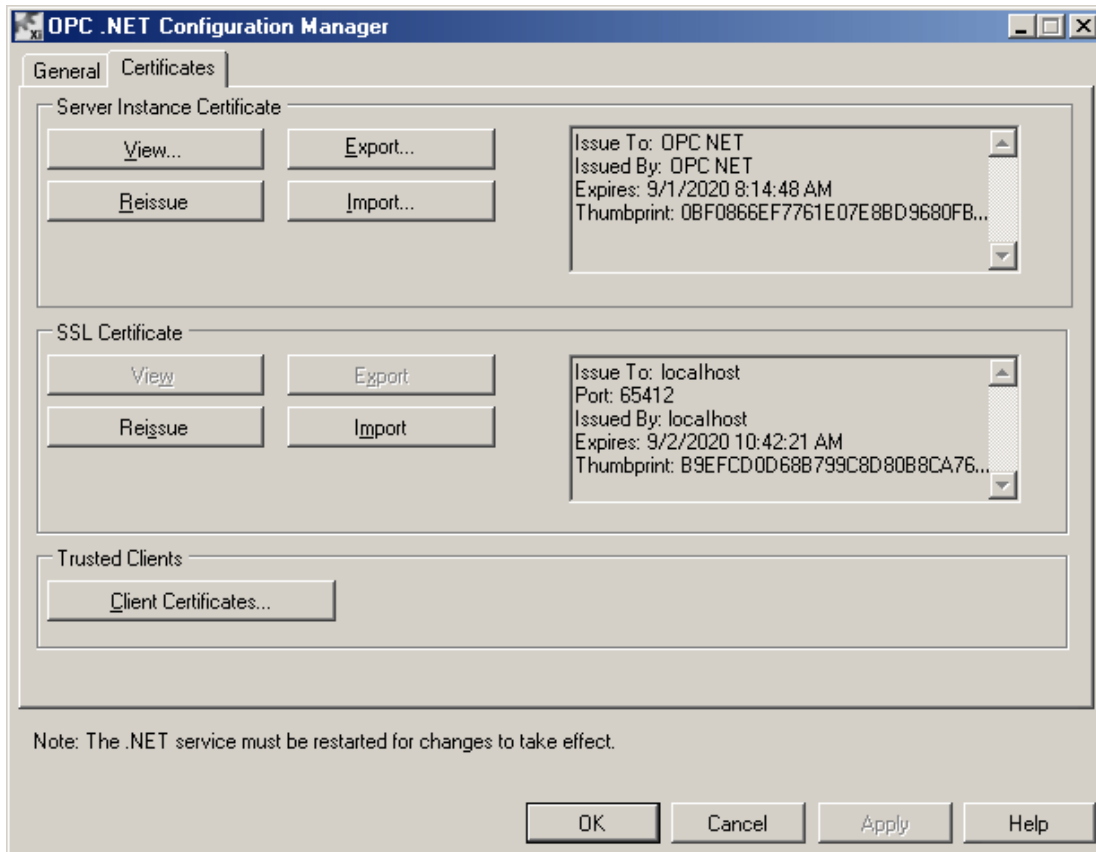 OPC .NET Configuration Manager
General Certificates
Server Instance Certificate
View... Export...
Reissue Import...
Issue To: OPC NET
Issued By: OPC NET
Expires: 9/1/2020 8:14:48 AM
Thumbprint: 0BF0866EF7761E07E8BD9680FB...
SSL Certificate
View Export
Reissue Import
Issue To: localhost
Port: 65412
Issued By: localhost
Expires: 9/2/2020 10:42:21 AM
Thumbprint: B9EFCD0D68B799C8D80B8CA76...
Trusted Clients
Client Certificates...
Note: The .NET service must be restarted for changes to take effect.
OK Cancel Apply Help